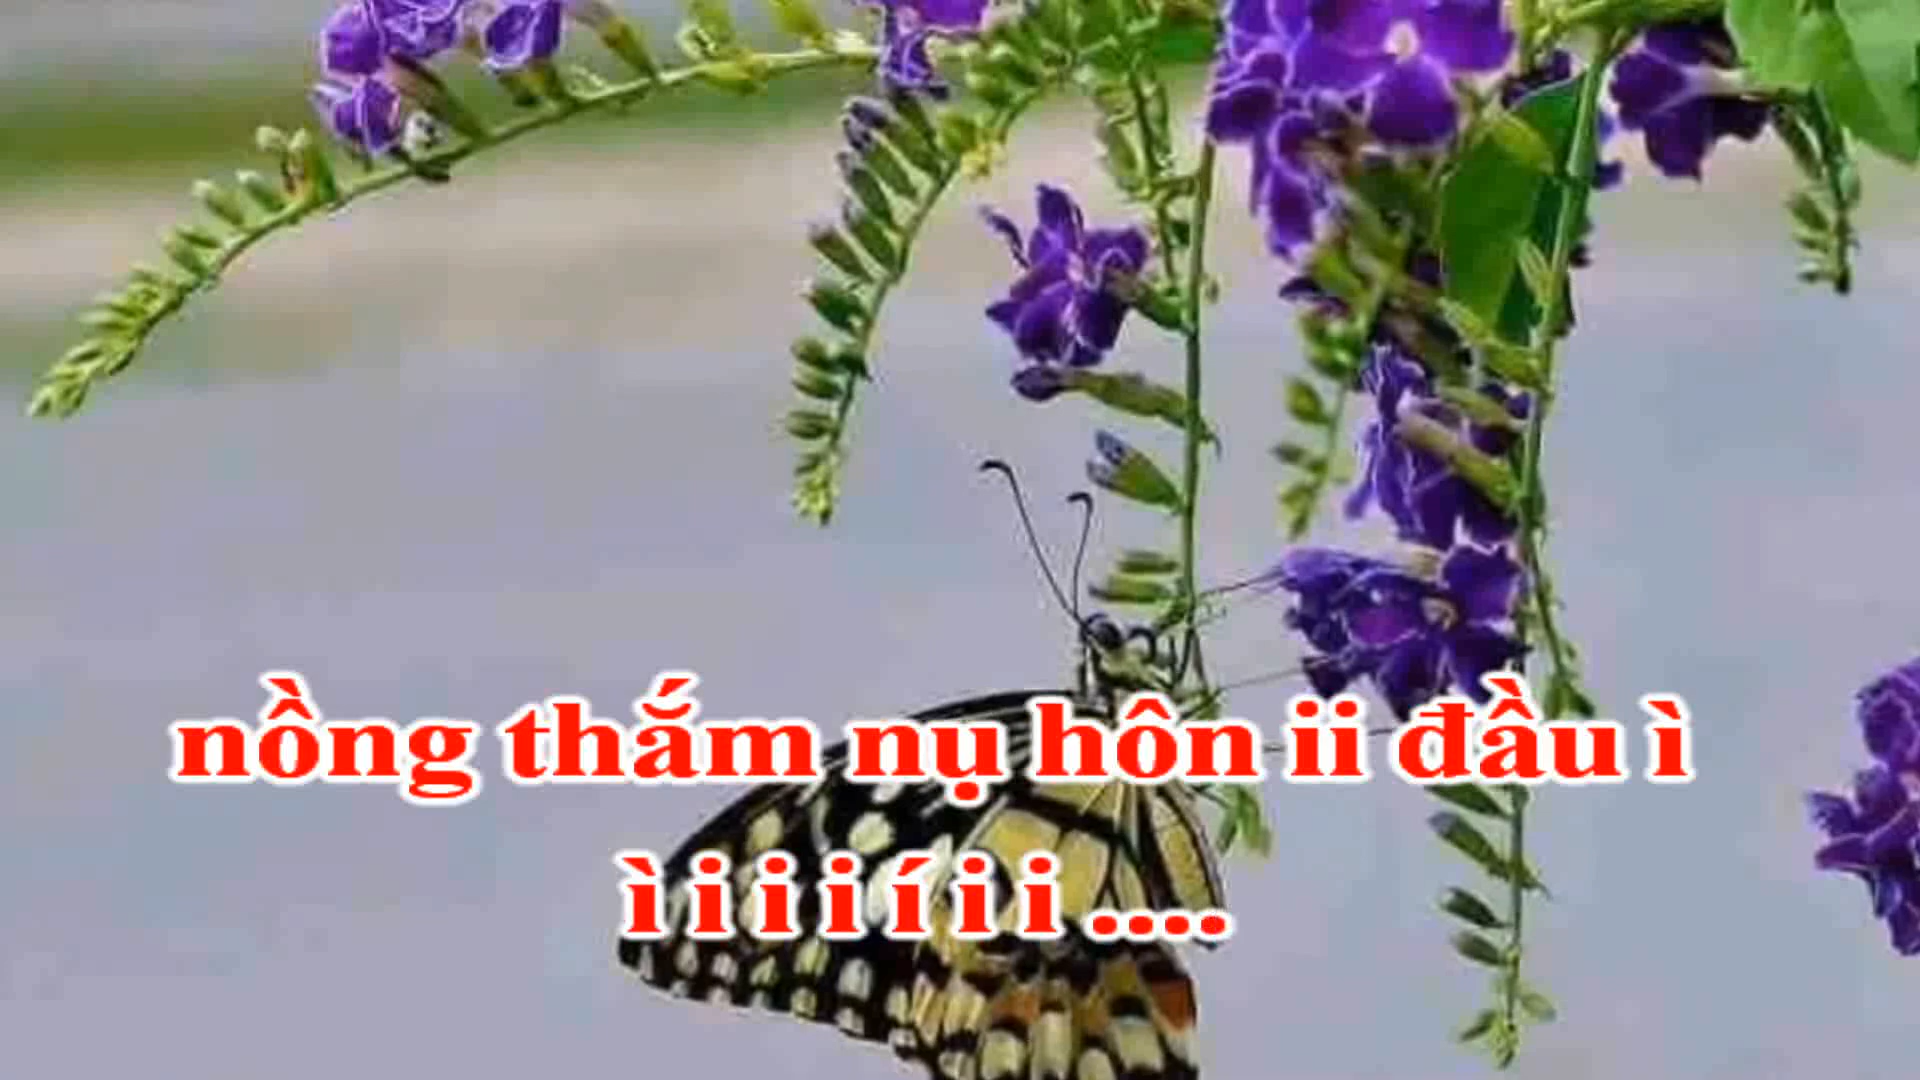 nồng thắm nụ hôn ii đầu ì
ì i i i í i i ....